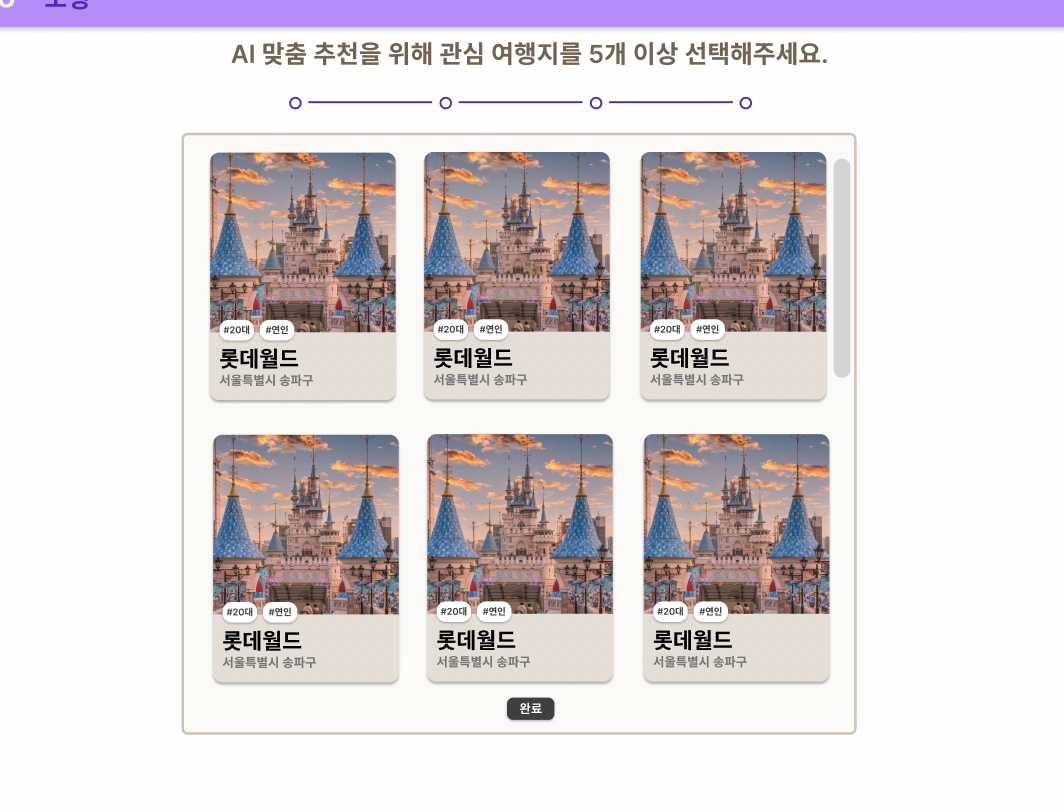 AI 맞춤 추천을 위해 관심 여행지를 5개 이상 선택해주세요.
#20대 #연인 #20대 #연인 #20대 #연인
롯데월드 롯데월드 롯데월드
서울특별시 송파구 서울특별시 송파구 서울특별시 송파구
#20대 #연인 #20대 #연인 #20대 #연인
롯데월드 롯데월드 롯데월드
서울특별시 송파구 서울특별시 송파구 서울특별시 송파구
완료